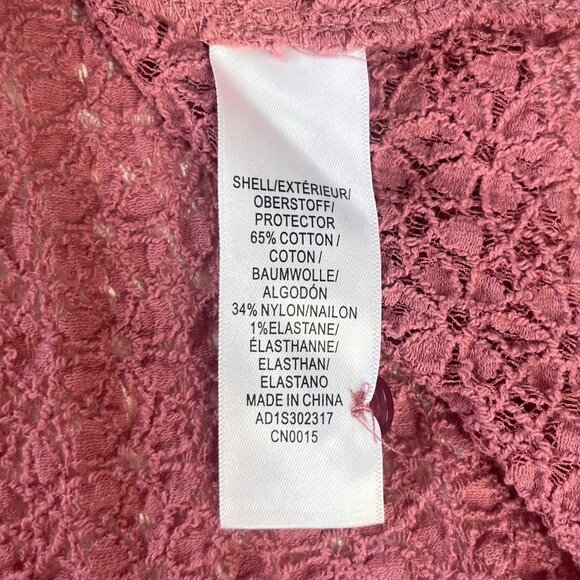 SHELL/EXTÉRIEUR/
OBERSTOFF/
PROTECTOR
65% COTTON /
COTON /
BAUMWOLLE/
ALGODÓN
34% NYLON/NAILON
1%ELASTANE/
ÉLASTHANNE/
ELASTHAN/
ELASTANO
MADE IN CHINA
AD1S302317
CN0015